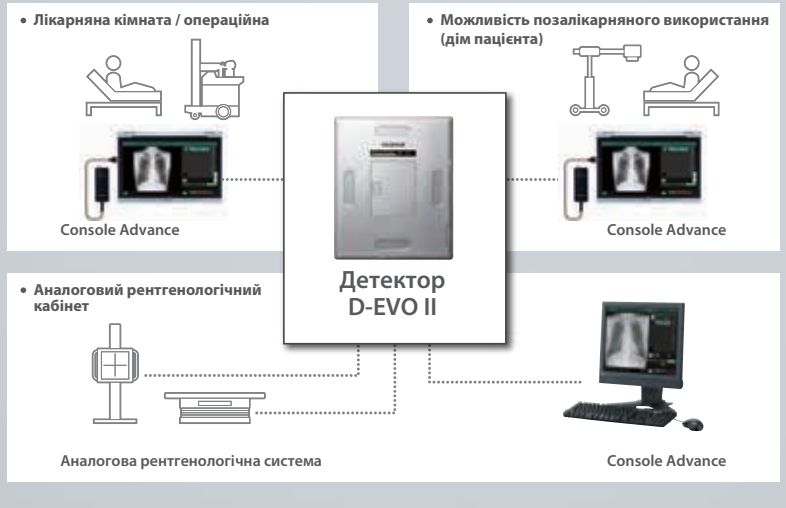 • Лікарняна кімната / операційна
Console Advance
• Можливість позалікарняного використання
(дім пацієнта)
Console Advance
Детектор
D-EVO II
• Аналоговий рентгенологічний
кабінет
Аналогова рентгенологічна система
Console Advance